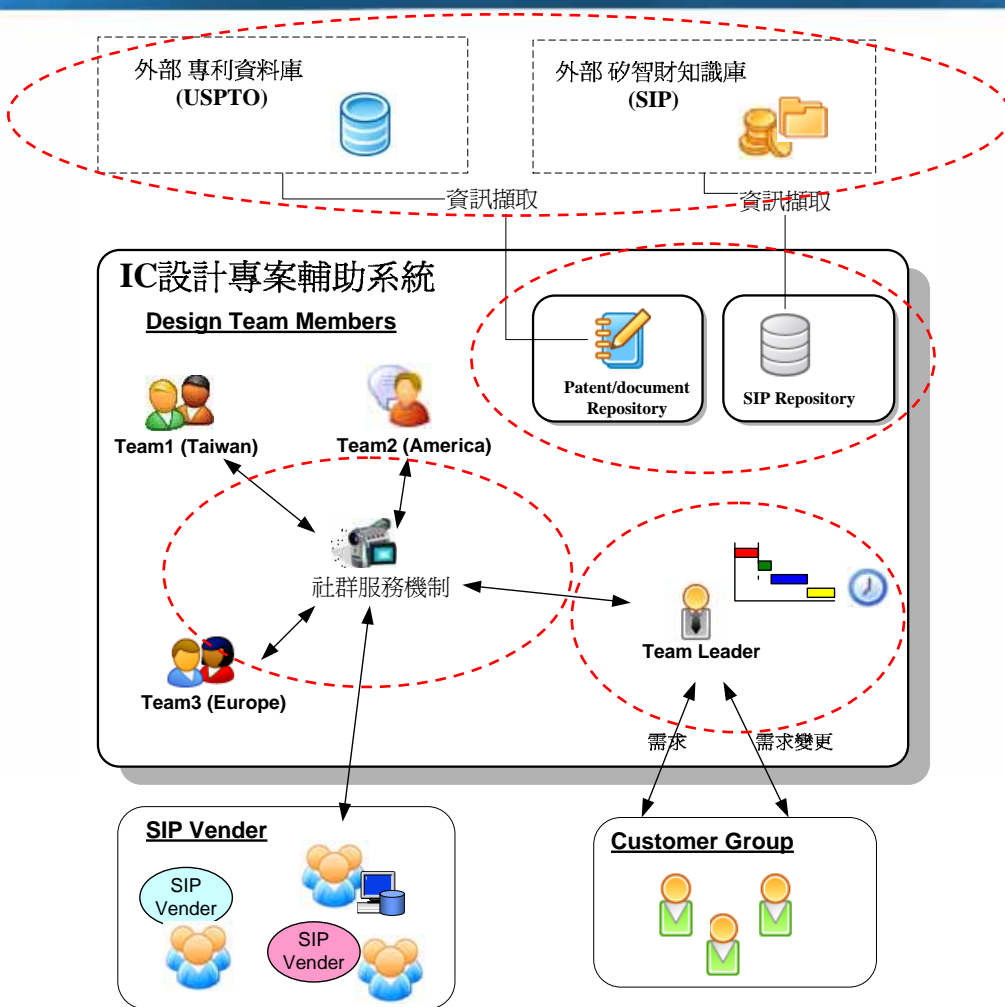 外部 專利資料庫
(USPTO)
外部 矽智財知識庫
(SIP)
資訊擷取
資訊擷取
IC設計專案輔助系統
Design Team Members
Patent/document
Repository
SIP Repository
Team1 (Taiwan)
Team2 (America)
社群服務機制
Team Leader
Team3 (Europe)
需求
需求變更
SIP Vender
SIP
Vender
SIP
Vender
Customer Group